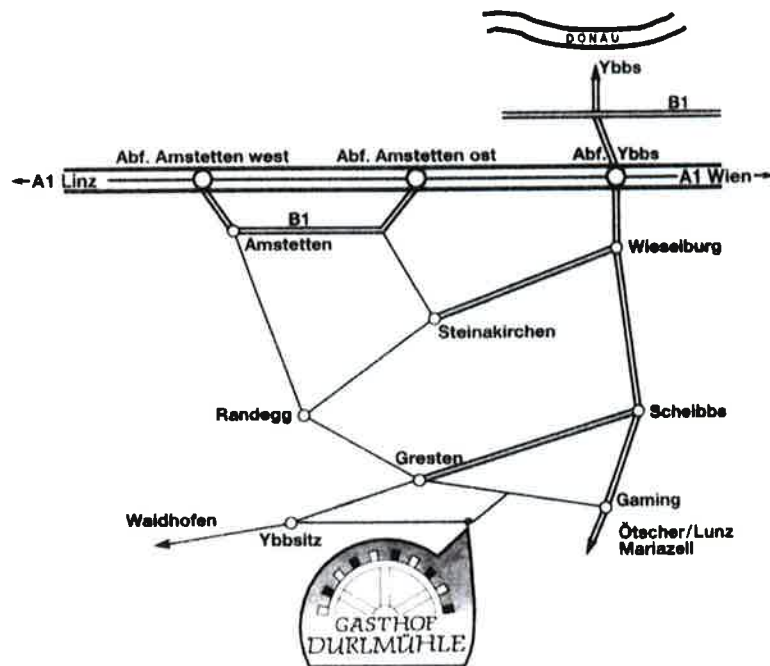 DONAU
Ybbs
B1
Abf. Amstetten west
Abf. Amstetten ost
Abf. Ybbs
A1 Linz
A1 Wien
B1
Amstetten
Wieselburg
Steinakirchen
Randegg
Scheibbs
Gresten
Gaming
Waidhofen
Ybbsitz
Ötscher/Lunz
Mariazell
GASTHOF
DURLMÜHLE